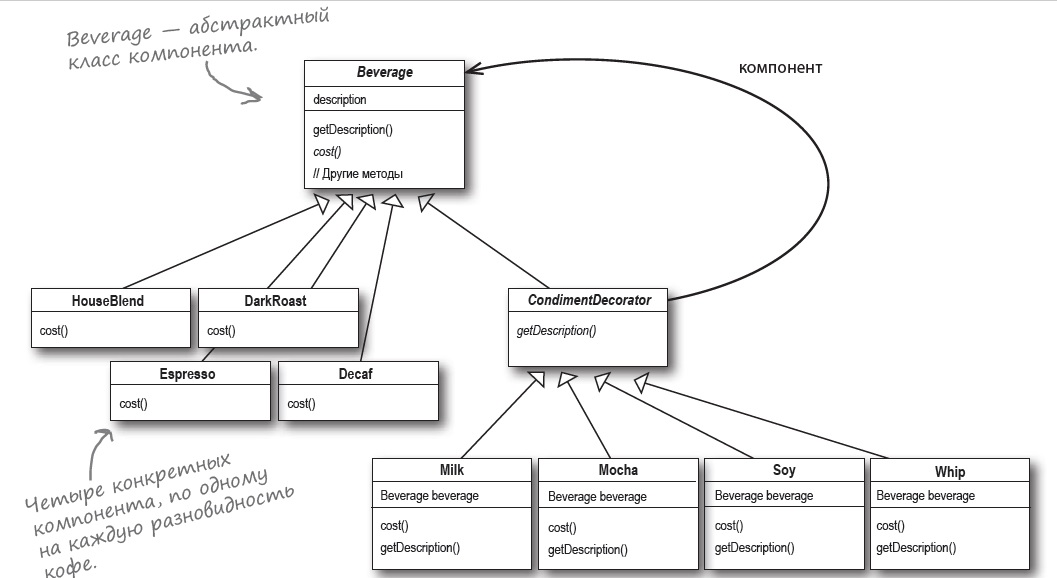 Beverage — абстрактный
класс компонента.
компонент
Beverage
description
getDescription()
cost()
// Другие методы
HouseBlend
cost()
DarkRoast
cost()
CondimentDecorator
getDescription()
Espresso
cost()
Decaf
cost()
Четыре конкретных
компонента, по одному
на каждую разновидность
кофе.
Milk
Beverage beverage
cost()
getDescription()
Mocha
Beverage beverage
cost()
getDescription()
Soy
Beverage beverage
cost()
getDescription()
Whip
Beverage beverage
cost()
getDescription()